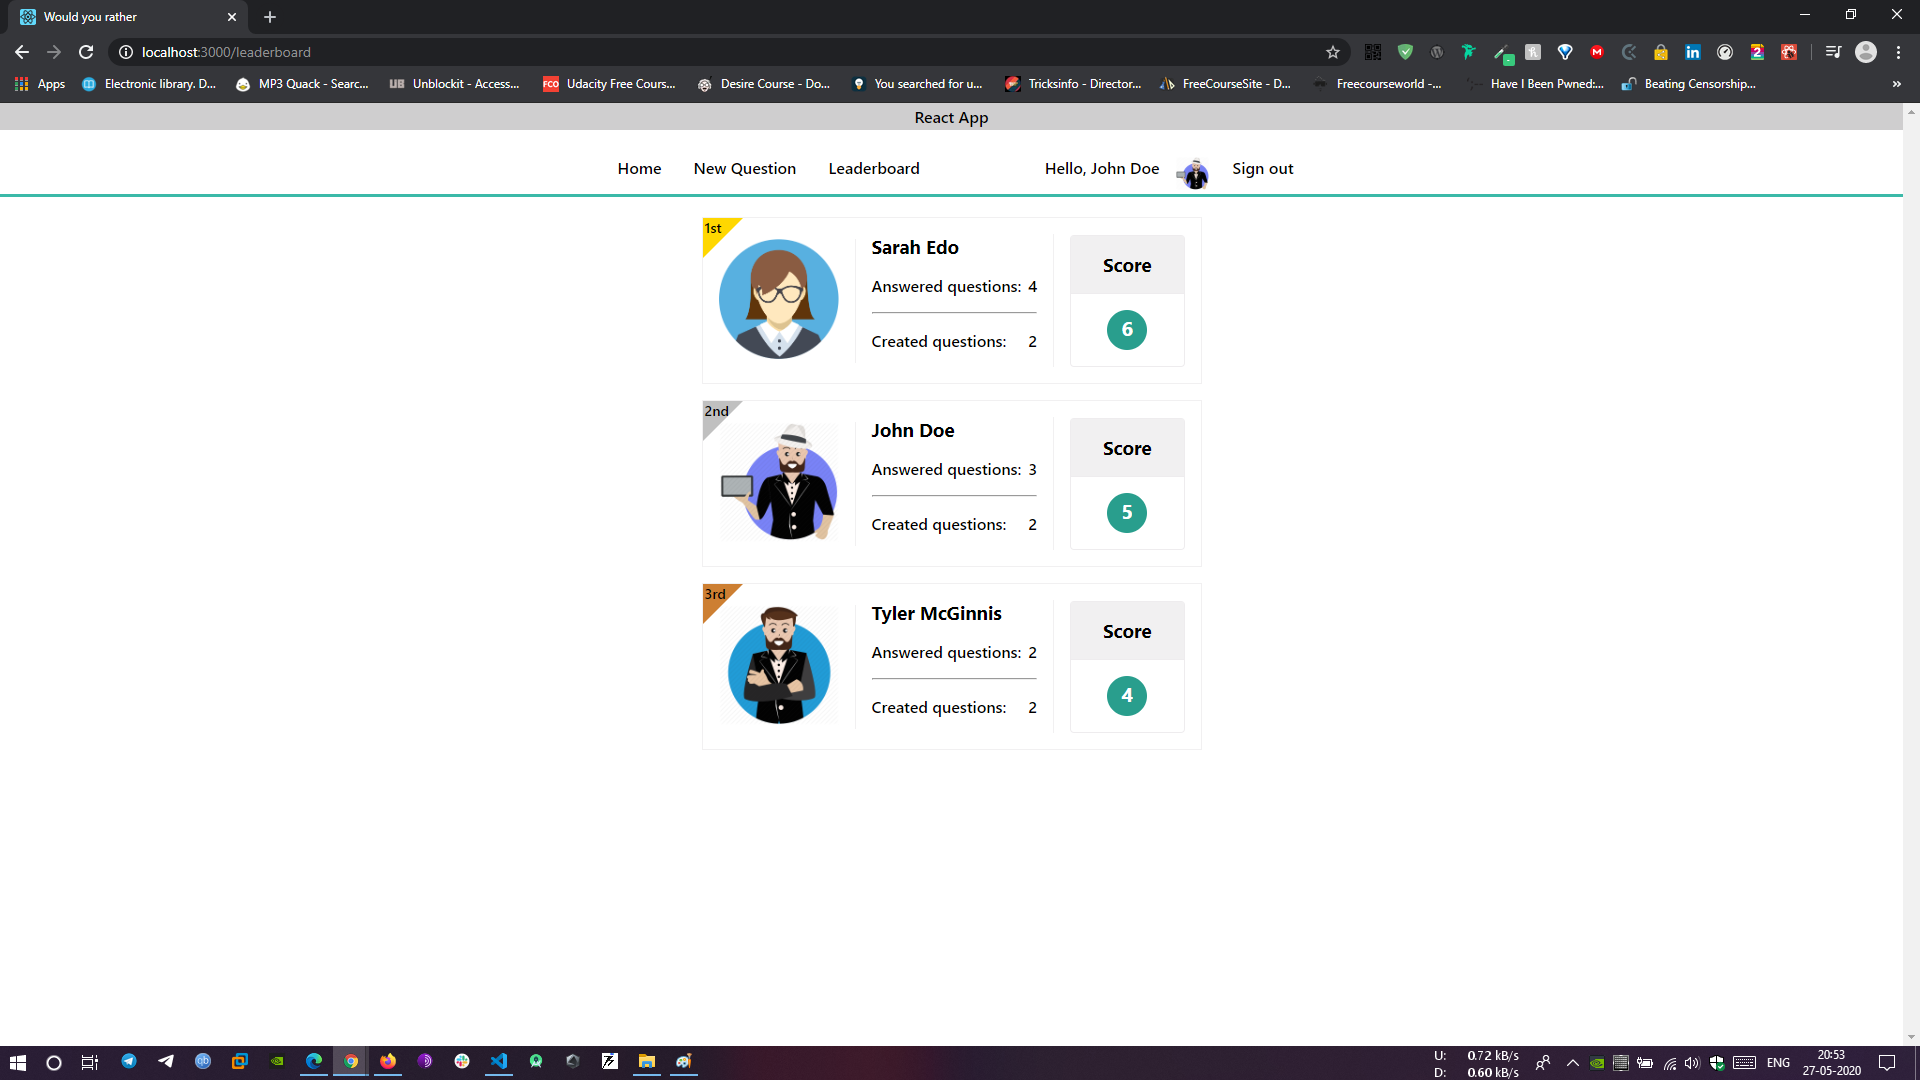 Would you rather
localhost:3000/leaderboard
Apps
Electronic library. D...
MP3 Quack - Searc...
UB
Unblockit - Access...
FCO
Udacity Free Cours...
Desire Course - Do...
You searched for u...
Tricksinfo - Director...
FreeCourseSite - D...
Freecourseworld -...
Have I Been Pwned:...
Beating Censorship...
»
React App
Home
New Question
Leaderboard
Hello, John Doe
Sign out
1st
Sarah Edo
Answered questions: 4
Created questions: 2
Score
6
2nd
John Doe
Answered questions: 3
Created questions: 2
Score
5
3rd
Tyler McGinnis
Answered questions: 2
Created questions: 2
Score
4
U: 0.72 kB/s
D: 0.60 kB/s
ENG
20:53
27-05-2020